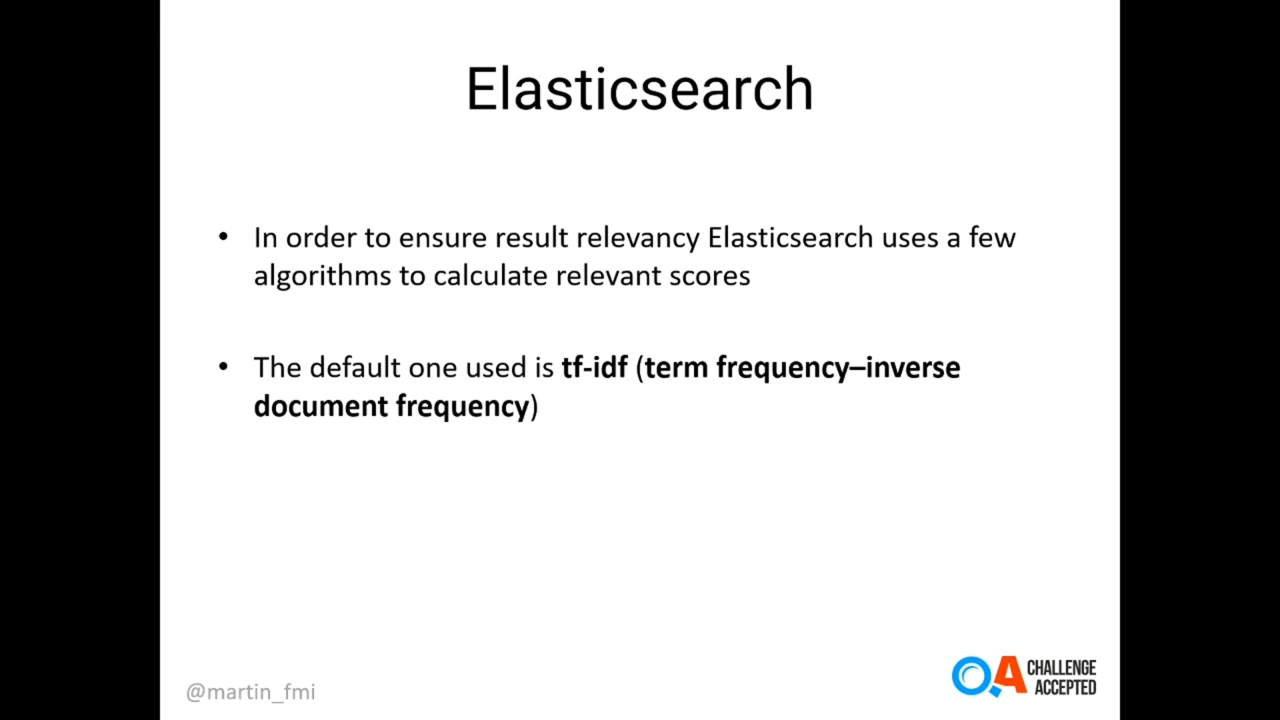 Elasticsearch
• In order to ensure result relevancy Elasticsearch uses a few
algorithms to calculate relevant scores
• The default one used is tf-idf (term frequency–inverse
document frequency)
@martin_fmi
QA CHALLENGE
ACCEPTED